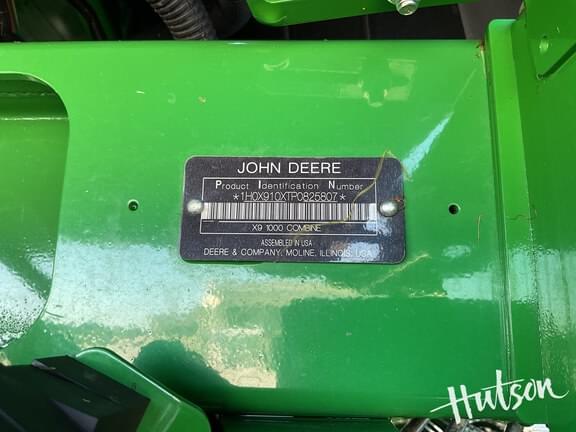 JOHN DEERE
Product Identification Number
*1H0X910XTP0825807*
X9 1000 COMBINE
ASSEMBLED IN USA
DEERE & COMPANY, MOLINE, ILLINOIS, USA
Hutson